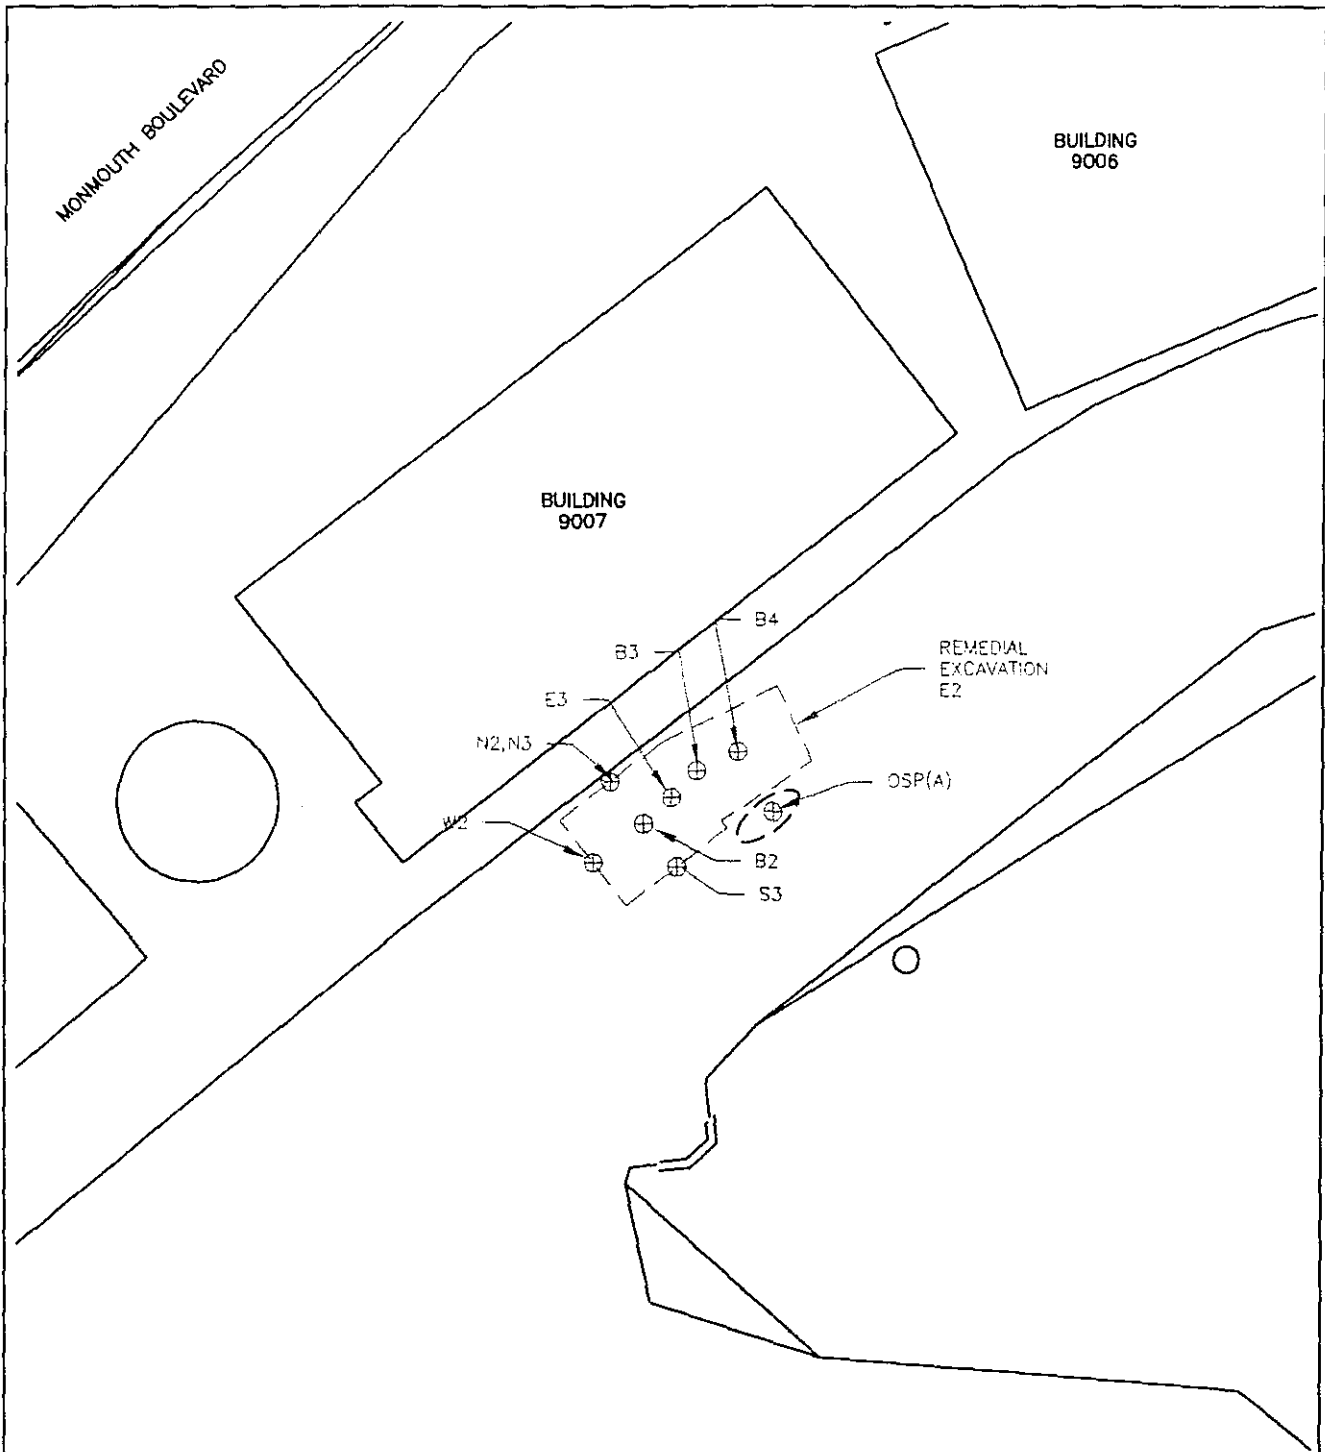 MONMOUTH BOULEVARD
BUILDING
9006
BUILDING
9007
B4
B3
REMEDIAL
EXCAVATION
E2
E3
N2,N3
OSP(A)
W2
B2
S3